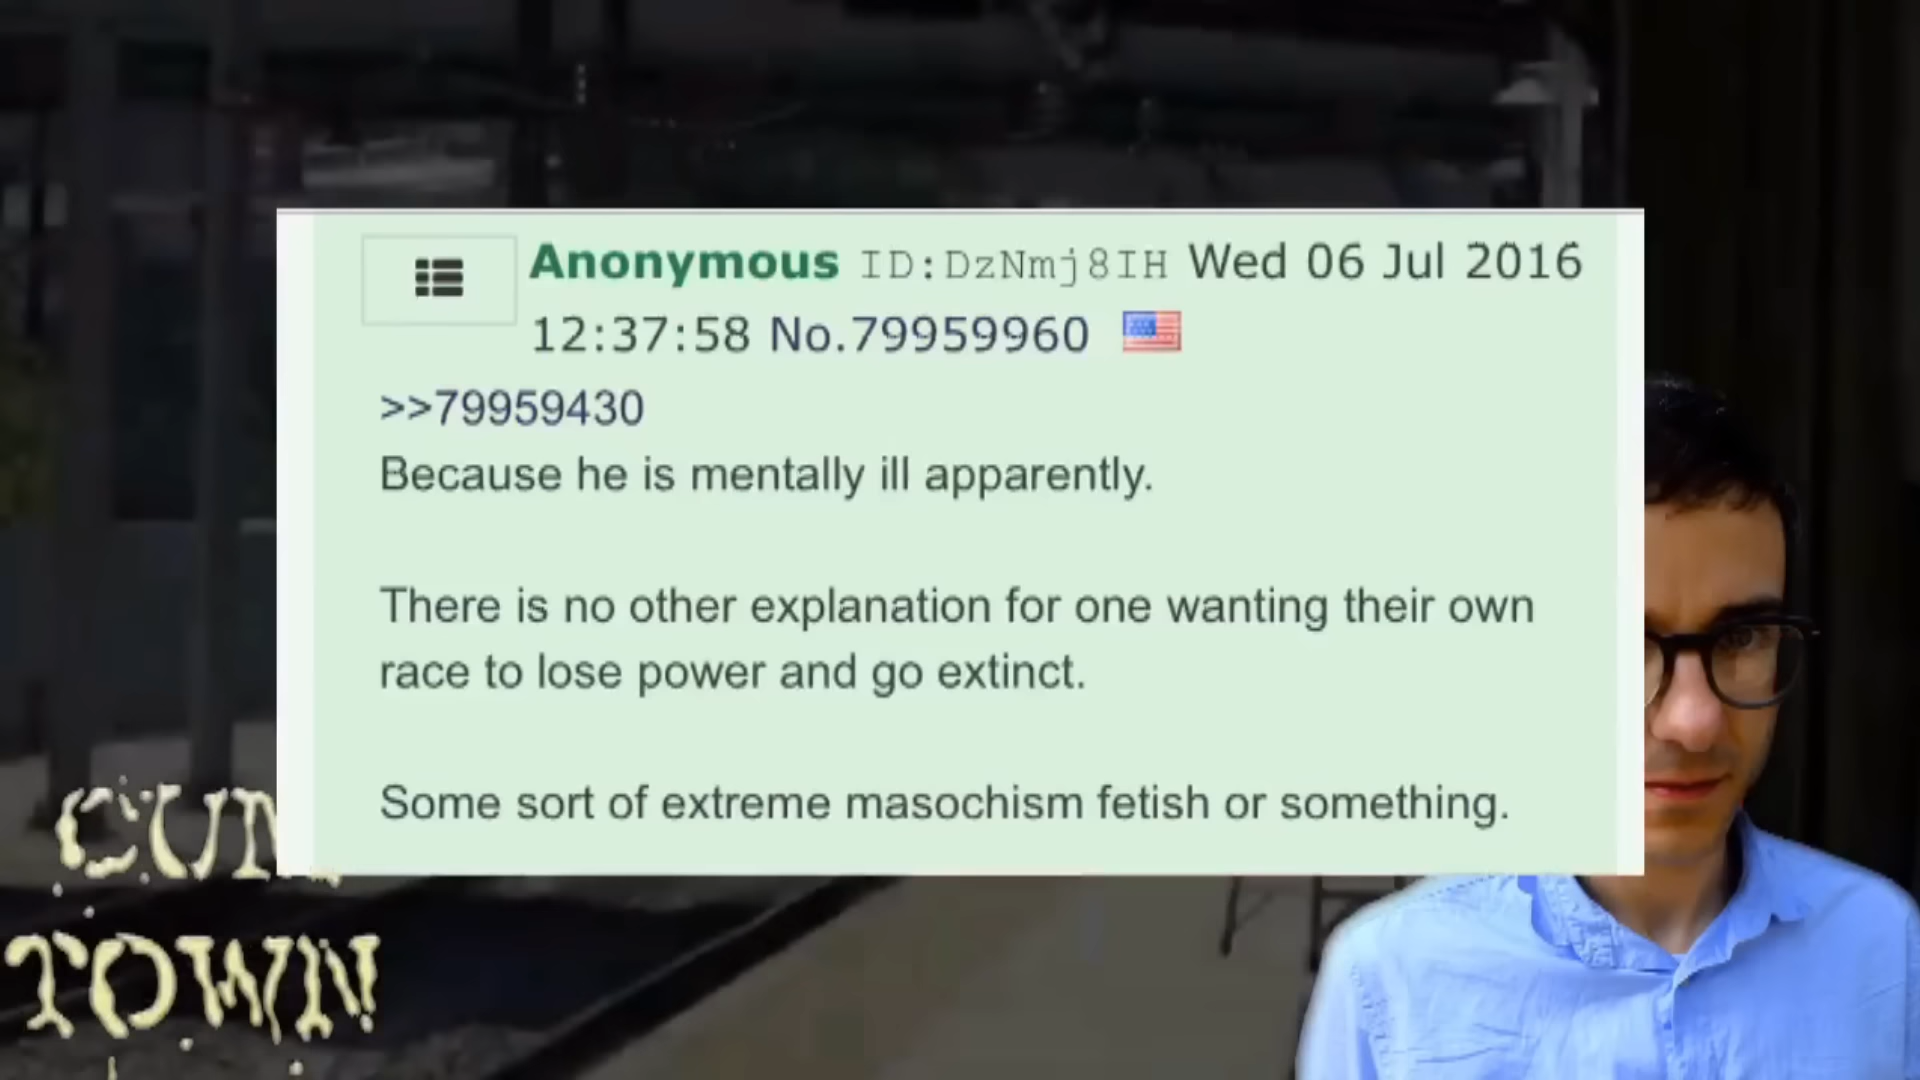 Anonymous ID:DzNmj8IH Wed 06 Jul 2016
12:37:58 No.79959960
>>79959430
Because he is mentally ill apparently.
There is no other explanation for one wanting their own
race to lose power and go extinct.
Some sort of extreme masochism fetish or something.
CUM
TOWN